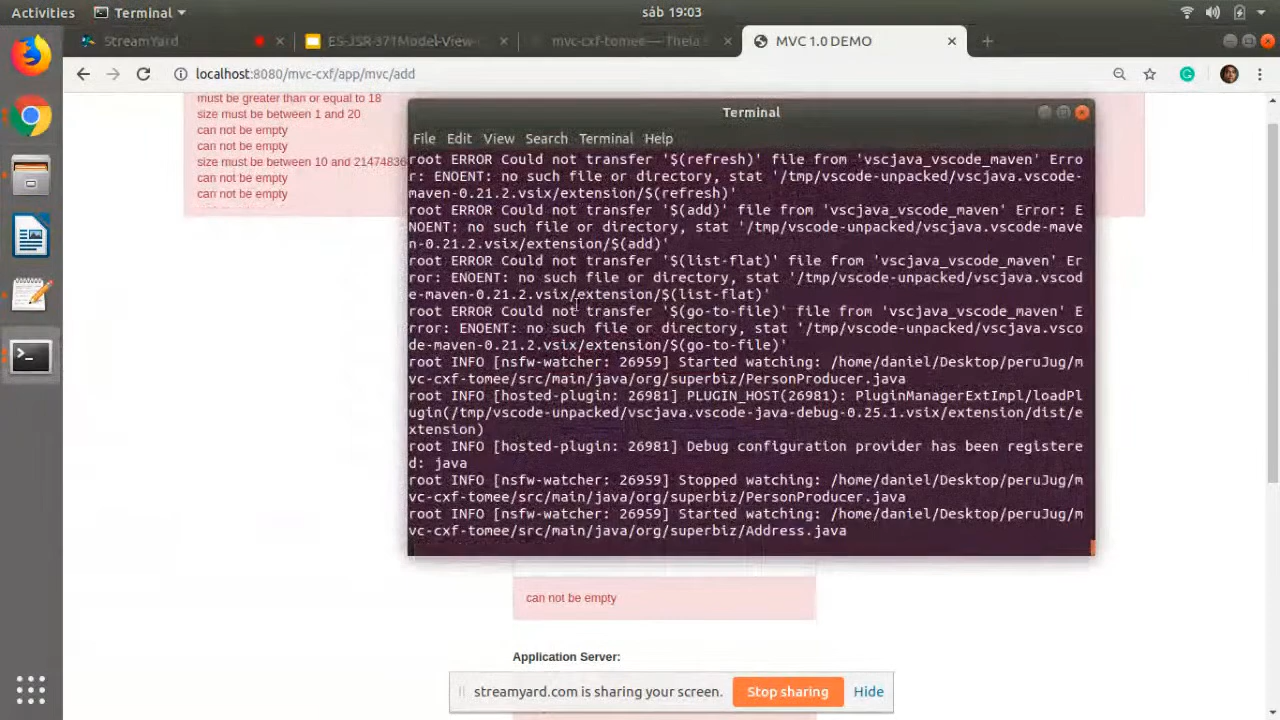 Activities
Terminal
sáb 19:03
StreamYard
ES-JSR-371Model-View-
mvc-cxf-tomee — Theia
MVC 1.0 DEMO
localhost:8080/mvc-cxf/app/mvc/add
must be greater than or equal to 18
size must be between 1 and 20
can not be empty
can not be empty
size must be between 10 and 214748364
can not be empty
can not be empty
Terminal
File Edit View Search Terminal Help
root ERROR Could not transfer '$(refresh)' file from 'vscjava_vscode_maven' Erro
r: ENOENT: no such file or directory, stat '/tmp/vscode-unpacked/vscjava.vscode-
maven-0.21.2.vsix/extension/$(refresh)'
root ERROR Could not transfer '$(add)' file from 'vscjava_vscode_maven' Error: E
NOENT: no such file or directory, stat '/tmp/vscode-unpacked/vscjava.vscode-mave
n-0.21.2.vsix/extension/$(add)'
root ERROR Could not transfer '$(list-flat)' file from 'vscjava_vscode_maven' Er
ror: ENOENT: no such file or directory, stat '/tmp/vscode-unpacked/vscjava.vscod
e-maven-0.21.2.vsix/extension/$(list-flat)'
root ERROR Could not transfer '$(go-to-file)' file from 'vscjava_vscode_maven' E
rror: ENOENT: no such file or directory, stat '/tmp/vscode-unpacked/vscjava.vsco
de-maven-0.21.2.vsix/extension/$(go-to-file)'
root INFO [nsfw-watcher: 26959] Started watching: /home/daniel/Desktop/peruJug/m
vc-cxf-tomee/src/main/java/org/superbiz/PersonProducer.java
root INFO [hosted-plugin: 26981] PLUGIN_HOST(26981): PluginManagerExtImpl/loadPl
ugin(/tmp/vscode-unpacked/vscjava.vscode-java-debug-0.25.1.vsix/extension/dist/e
xtension)
root INFO [hosted-plugin: 26981] Debug configuration provider has been registere
d: java
root INFO [nsfw-watcher: 26959] Stopped watching: /home/daniel/Desktop/peruJug/m
vc-cxf-tomee/src/main/java/org/superbiz/PersonProducer.java
root INFO [nsfw-watcher: 26959] Started watching: /home/daniel/Desktop/peruJug/m
vc-cxf-tomee/src/main/java/org/superbiz/Address.java
can not be empty
Application Server:
streamyard.com is sharing your screen. Stop sharing Hide